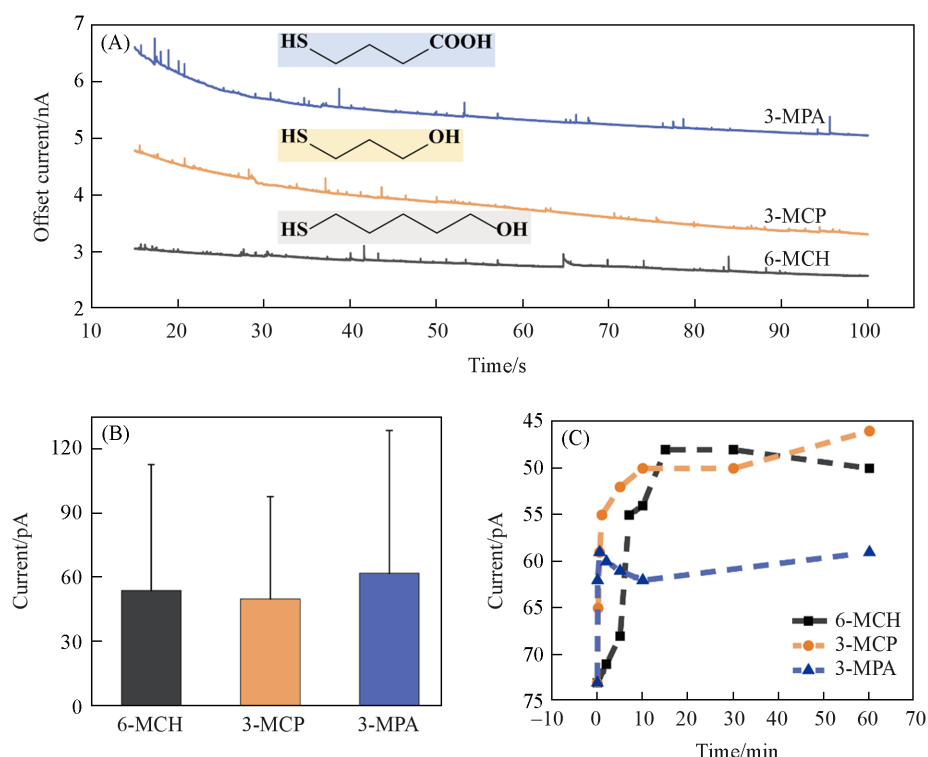 (A)
7
6
5
4
3
2
Offset current/nA
HS COOH
3-MPA
HS OH
3-MCP
HS OH
6-MCH
10 20 30 40 50 60 70 80 90 100
Time/s
(B)
120
90
60
30
0
Current/pA
6-MCH 3-MCP 3-MPA
(C)
45
50
55
60
65
70
75
Current/pA
6-MCH
3-MCP
3-MPA
−10 0 10 20 30 40 50 60 70
Time/min